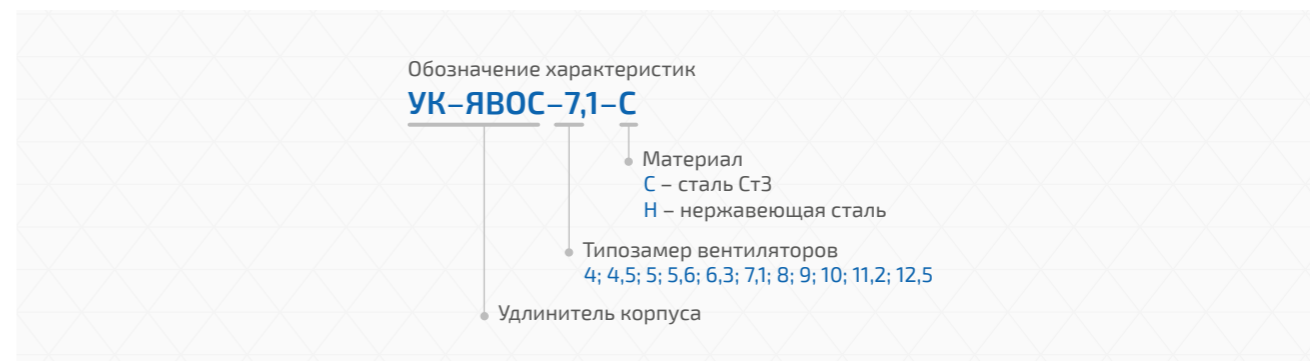 Обозначение характеристик
УК–ЯВОС–7,1–С
Материал
С – сталь Ст3
Н – нержавеющая сталь
Типозамер вентиляторов
4; 4,5; 5; 5,6; 6,3; 7,1; 8; 9; 10; 11,2; 12,5
Удлинитель корпуса